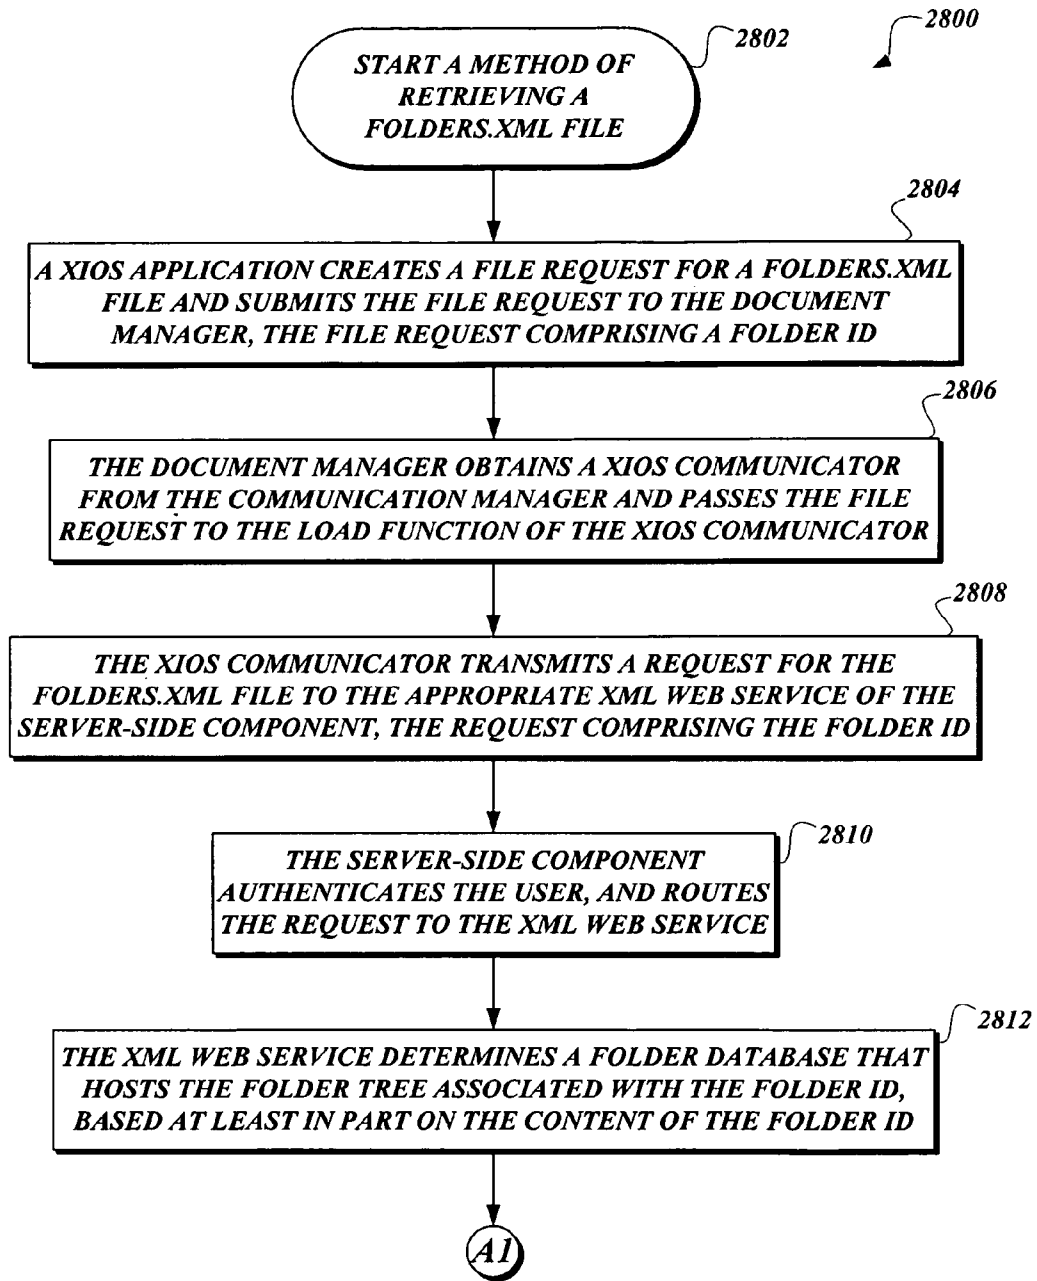 2800
2802
START A METHOD OF
RETRIEVING A
FOLDERS.XML FILE
2804
A XIOS APPLICATION CREATES A FILE REQUEST FOR A FOLDERS.XML
FILE AND SUBMITS THE FILE REQUEST TO THE DOCUMENT
MANAGER, THE FILE REQUEST COMPRISING A FOLDER ID
2806
THE DOCUMENT MANAGER OBTAINS A XIOS COMMUNICATOR
FROM THE COMMUNICATION MANAGER AND PASSES THE FILE
REQUEST TO THE LOAD FUNCTION OF THE XIOS COMMUNICATOR
2808
THE XIOS COMMUNICATOR TRANSMITS A REQUEST FOR THE
FOLDERS.XML FILE TO THE APPROPRIATE XML WEB SERVICE OF THE
SERVER-SIDE COMPONENT, THE REQUEST COMPRISING THE FOLDER ID
2810
THE SERVER-SIDE COMPONENT
AUTHENTICATES THE USER, AND ROUTES
THE REQUEST TO THE XML WEB SERVICE
2812
THE XML WEB SERVICE DETERMINES A FOLDER DATABASE THAT
HOSTS THE FOLDER TREE ASSOCIATED WITH THE FOLDER ID,
BASED AT LEAST IN PART ON THE CONTENT OF THE FOLDER ID
A1